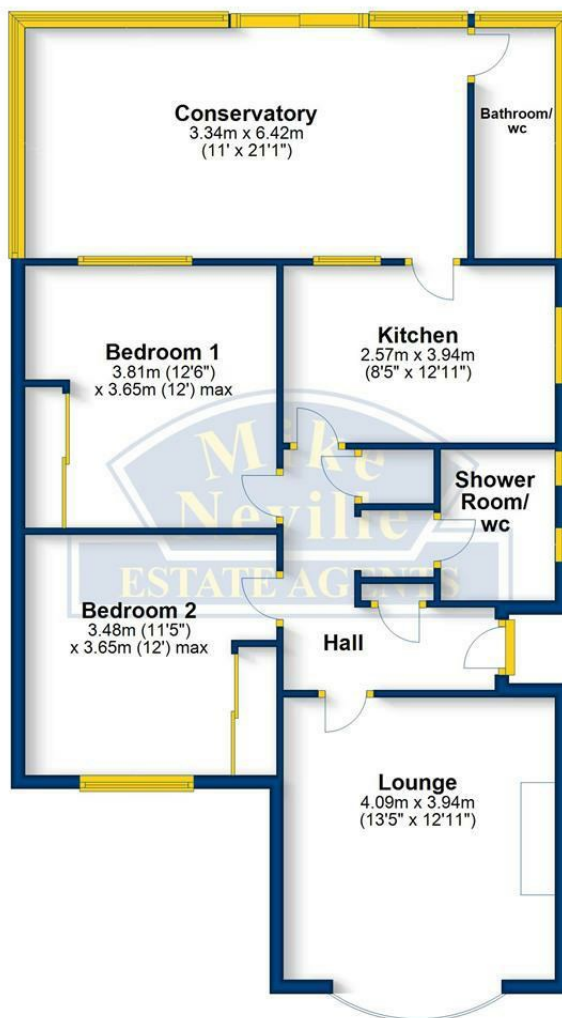 Conservatory
3.34m x 6.42m
(11' x 21'1")
Bathroom/
wc
Bedroom 1
3.81m (12'6")
x 3.65m (12') max
Kitchen
2.57m x 3.94m
(8'5" x 12'11")
Mike
Neville
ESTATE AGENTS
Shower
Room/
wc
Bedroom 2
3.48m (11'5")
x 3.65m (12') max
Hall
Lounge
4.09m x 3.94m
(13'5" x 12'11")